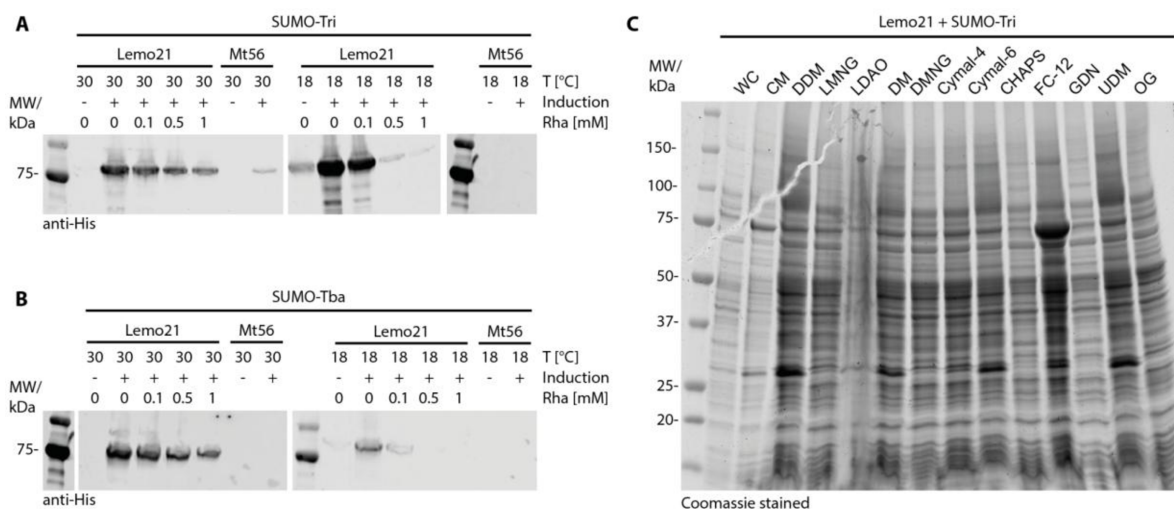 A
SUMO-Tri
Lemo21 Mt56 Lemo21 Mt56
30 30 30 30 30 30 30 18 18 18 18 18 18 18 T [°C]
- + + + + - + - + + + + - + Induction
0 0 0.1 0.5 1 0 0 0.1 0.5 1 Rha [mM]
MW/
kDa
75-
anti-His
B
SUMO-Tba
Lemo21 Mt56 Lemo21 Mt56
30 30 30 30 30 30 30 18 18 18 18 18 18 18 T [°C]
- + + + + - + - + + + + - + Induction
0 0 0.1 0.5 1 0 0 0.1 0.5 1 Rha [mM]
MW/
kDa
75-
anti-His
C
Lemo21 + SUMO-Tri
MW/
kDa
WC CM DDM LMNG LDAO DM DMNG Cymal-4 Cymal-6 CHAPS FC-12 GDN UDM OG
150-
100-
75-
50-
37-
25-
20-
Coomassie stained